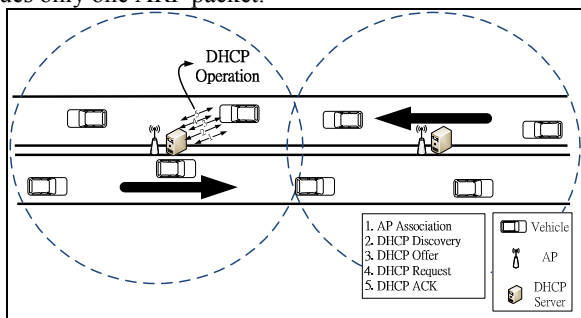 only one ARP packet.
DHCP
Operation
1. AP Association
2. DHCP Discovery
3. DHCP Offer
4. DHCP Request
5. DHCP ACK
Vehicle
AP
DHCP
Server